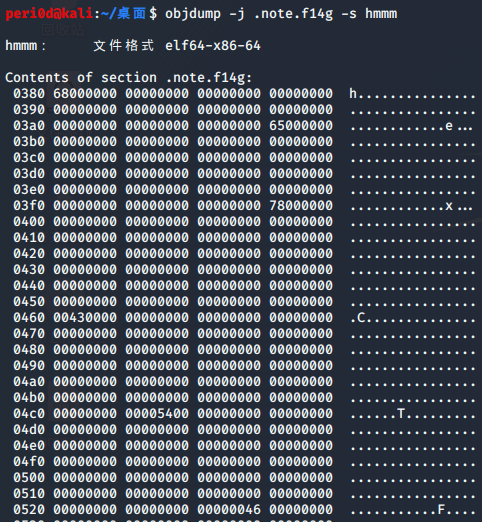 peri0d@kali:~/桌面$ objdump -j .note.f14g -s hmmm
hmmm：     文件格式 elf64-x86-64
Contents of section .note.f14g:
 0380 68000000 00000000 00000000 00000000  h...............
 0390 00000000 00000000 00000000 00000000  ................
 03a0 00000000 00000000 00000000 65000000  ............e...
 03b0 00000000 00000000 00000000 00000000  ................
 03c0 00000000 00000000 00000000 00000000  ................
 03d0 00000000 00000000 00000000 00000000  ................
 03e0 00000000 00000000 00000000 00000000  ................
 03f0 00000000 00000000 00000000 78000000  ............x...
 0400 00000000 00000000 00000000 00000000  ................
 0410 00000000 00000000 00000000 00000000  ................
 0420 00000000 00000000 00000000 00000000  ................
 0430 00000000 00000000 00000000 00000000  ................
 0440 00000000 00000000 00000000 00000000  ................
 0450 00000000 00000000 00000000 00000000  ................
 0460 00430000 00000000 00000000 00000000  .C..............
 0470 00000000 00000000 00000000 00000000  ................
 0480 00000000 00000000 00000000 00000000  ................
 0490 00000000 00000000 00000000 00000000  ................
 04a0 00000000 00000000 00000000 00000000  ................
 04b0 00000000 00000000 00000000 00000000  ................
 04c0 00000000 00005400 00000000 00000000  ......T.........
 04d0 00000000 00000000 00000000 00000000  ................
 04e0 00000000 00000000 00000000 00000000  ................
 04f0 00000000 00000000 00000000 00000000  ................
 0500 00000000 00000000 00000000 00000000  ................
 0510 00000000 00000000 00000000 00000000  ................
 0520 00000000 00000000 00000046 00000000  ...........F....